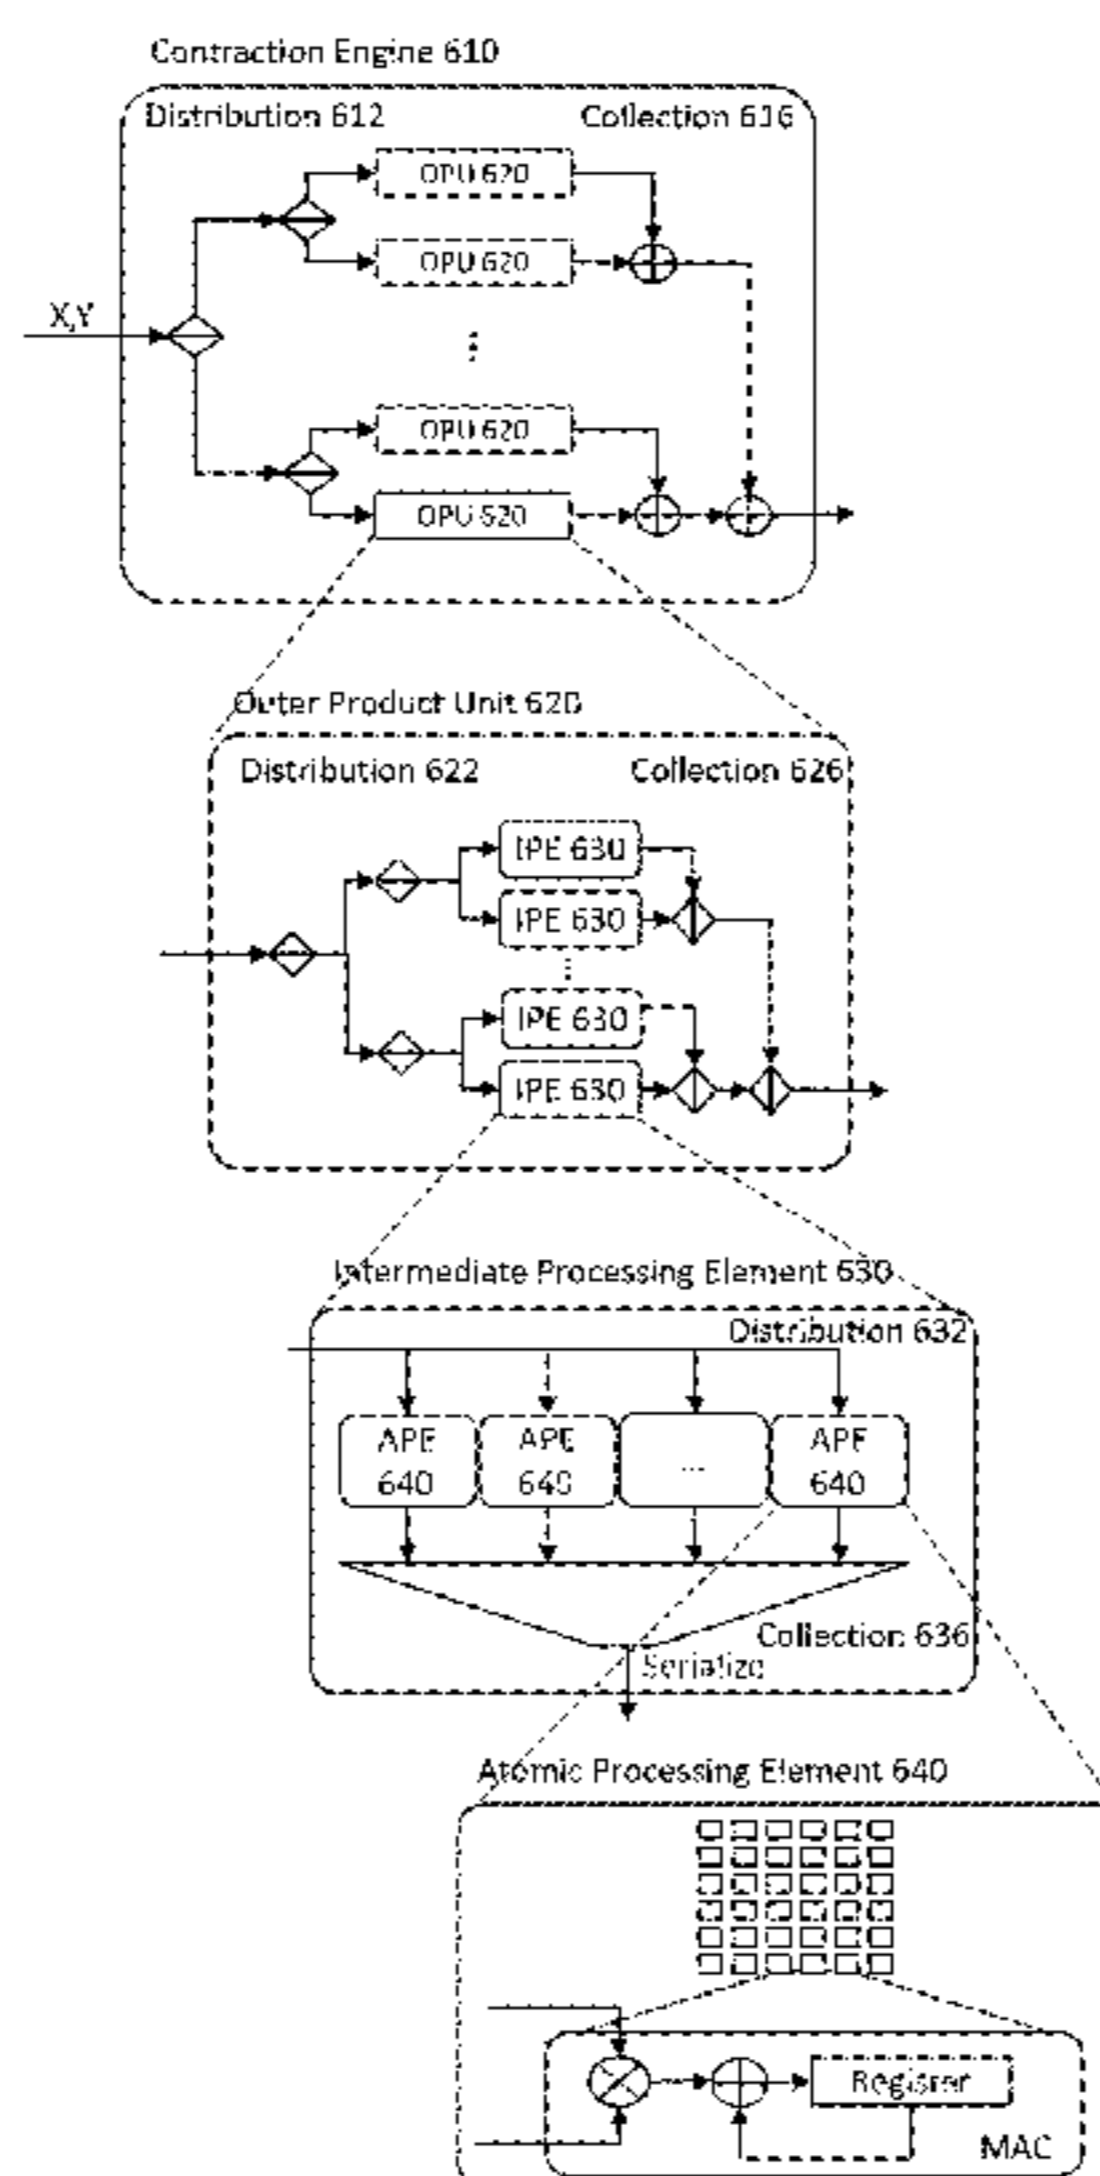 Contraction Engine 610
Distribution 612
Collection 616
OPU 620
OPU 620
X,Y
⋮
OPU 620
OPU 620
Outer Product Unit 620
Distribution 622
Collection 626
IPE 630
IPE 630
⋮
IPE 630
IPE 630
Intermediate Processing Element 630
Distribution 632
APE 640
APE 640
...
APE 640
Collection 636
Serialize
Atomic Processing Element 640
Register
MAC